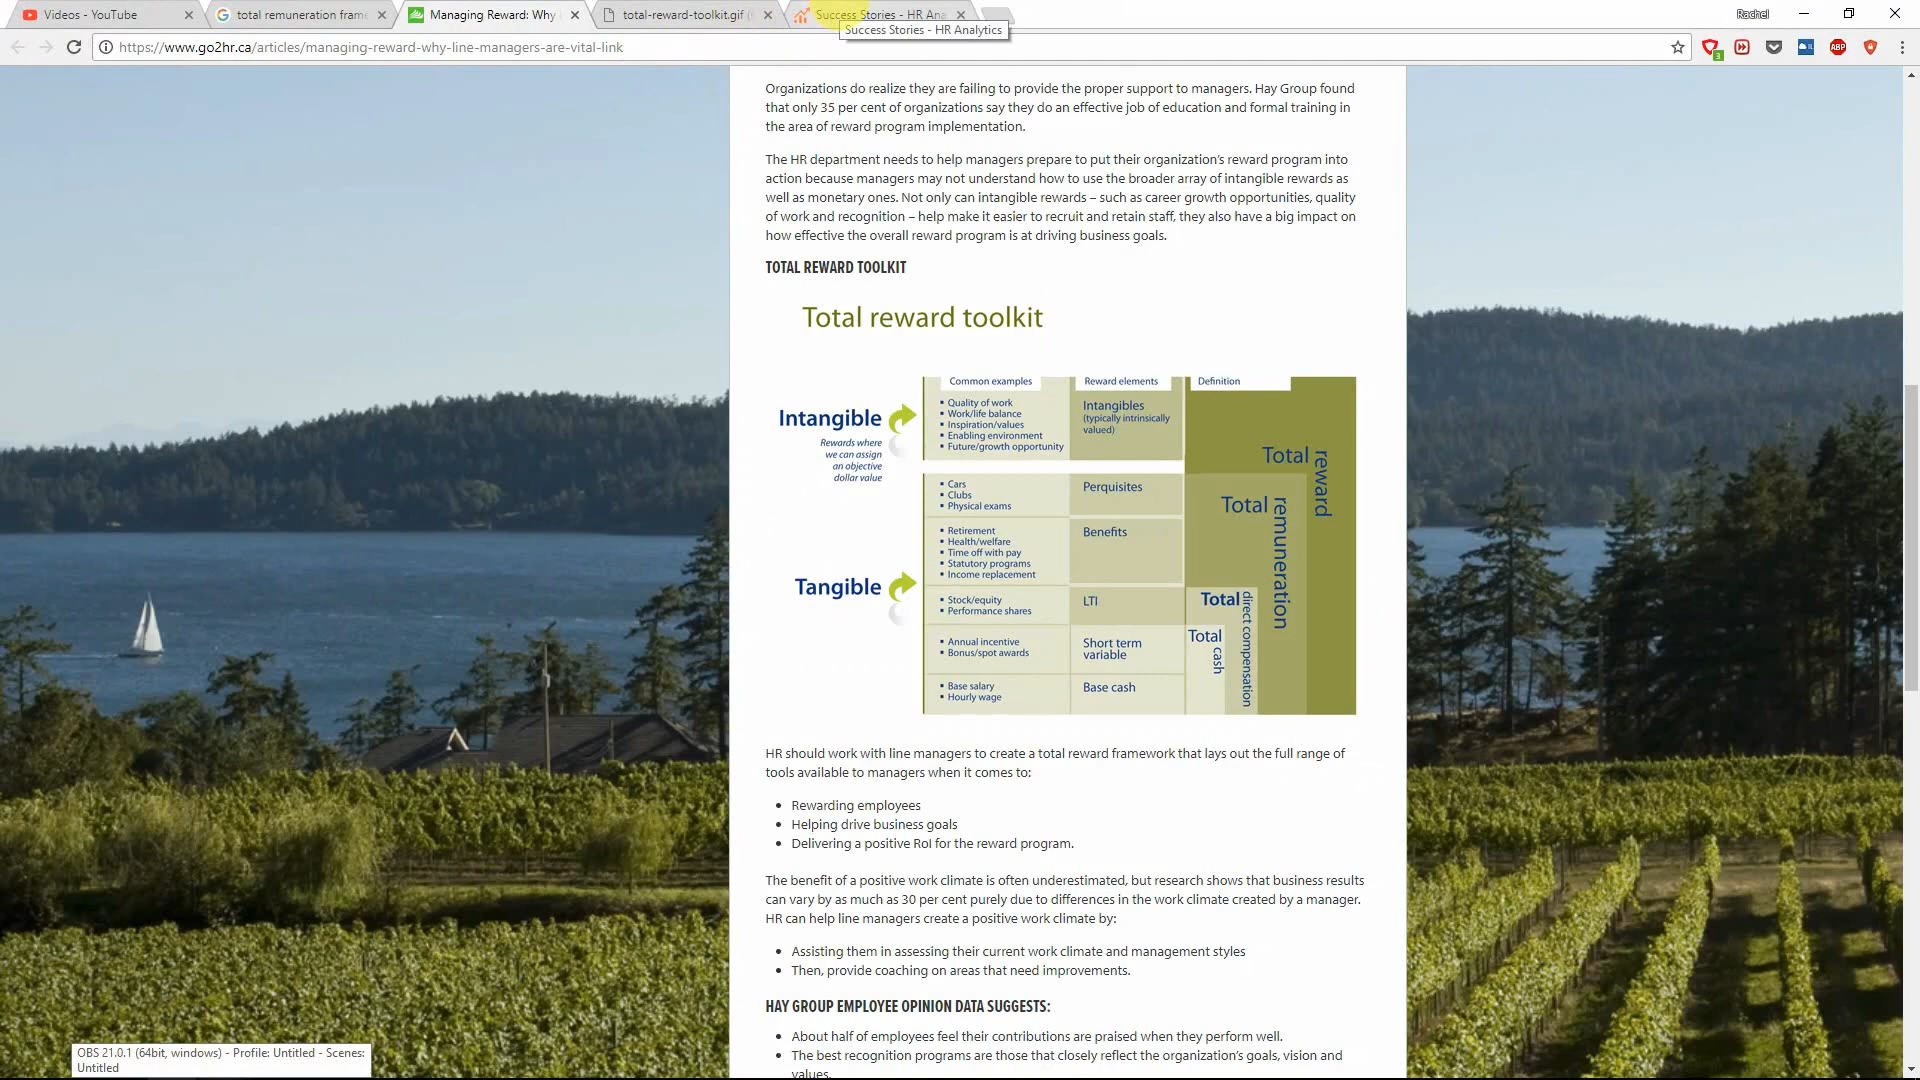 Videos - YouTube
total remuneration fram
Managing Reward: Why
total-reward-toolkit.gif (
Success Stories - HR Ana
Rachel
Success Stories - HR Analytics
https://www.go2hr.ca/articles/managing-reward-why-line-managers-are-vital-link
3
ABP
Organizations do realize they are failing to provide the proper support to managers. Hay Group found
that only 35 per cent of organizations say they do an effective job of education and formal training in
the area of reward program implementation.
The HR department needs to help managers prepare to put their organization’s reward program into
action because managers may not understand how to use the broader array of intangible rewards as
well as monetary ones. Not only can intangible rewards – such as career growth opportunities, quality
of work and recognition – help make it easier to recruit and retain staff, they also have a big impact on
how effective the overall reward program is at driving business goals.
TOTAL REWARD TOOLKIT
Total reward toolkit
Common examples
Reward elements
Definition
Intangible
Rewards where
we can assign
an objective
dollar value
Quality of work
Work/life balance
Inspiration/values
Enabling environment
Future/growth opportunity
Intangibles
(typically intrinsically
valued)
Total reward
Cars
Clubs
Physical exams
Perquisites
Total remuneration
Retirement
Health/welfare
Time off with pay
Statutory programs
Income replacement
Benefits
Tangible
Stock/equity
Performance shares
LTI
Total direct compensation
Annual incentive
Bonus/spot awards
Short term
variable
Total cash
Base salary
Hourly wage
Base cash
HR should work with line managers to create a total reward framework that lays out the full range of
tools available to managers when it comes to:
Rewarding employees
Helping drive business goals
Delivering a positive RoI for the reward program.
The benefit of a positive work climate is often underestimated, but research shows that business results
can vary by as much as 30 per cent purely due to differences in the work climate created by a manager.
HR can help line managers create a positive work climate by:
Assisting them in assessing their current work climate and management styles
Then, provide coaching on areas that need improvements.
HAY GROUP EMPLOYEE OPINION DATA SUGGESTS:
About half of employees feel their contributions are praised when they perform well.
The best recognition programs are those that closely reflect the organization’s goals, vision and
values.
OBS 21.0.1 (64bit, windows) - Profile: Untitled - Scenes:
Untitled